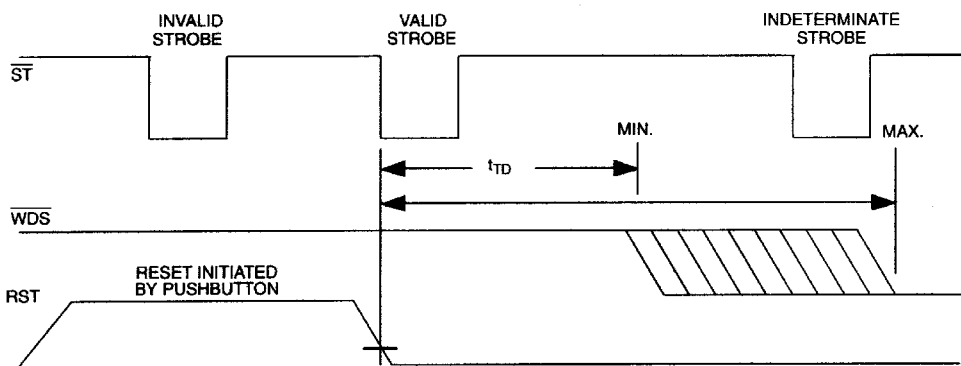 INVALID
STROBE
VALID
STROBE
INDETERMINATE
STROBE
ST
MIN.
MAX.
tTD
WDS
RESET INITIATED
BY PUSHBUTTON
RST